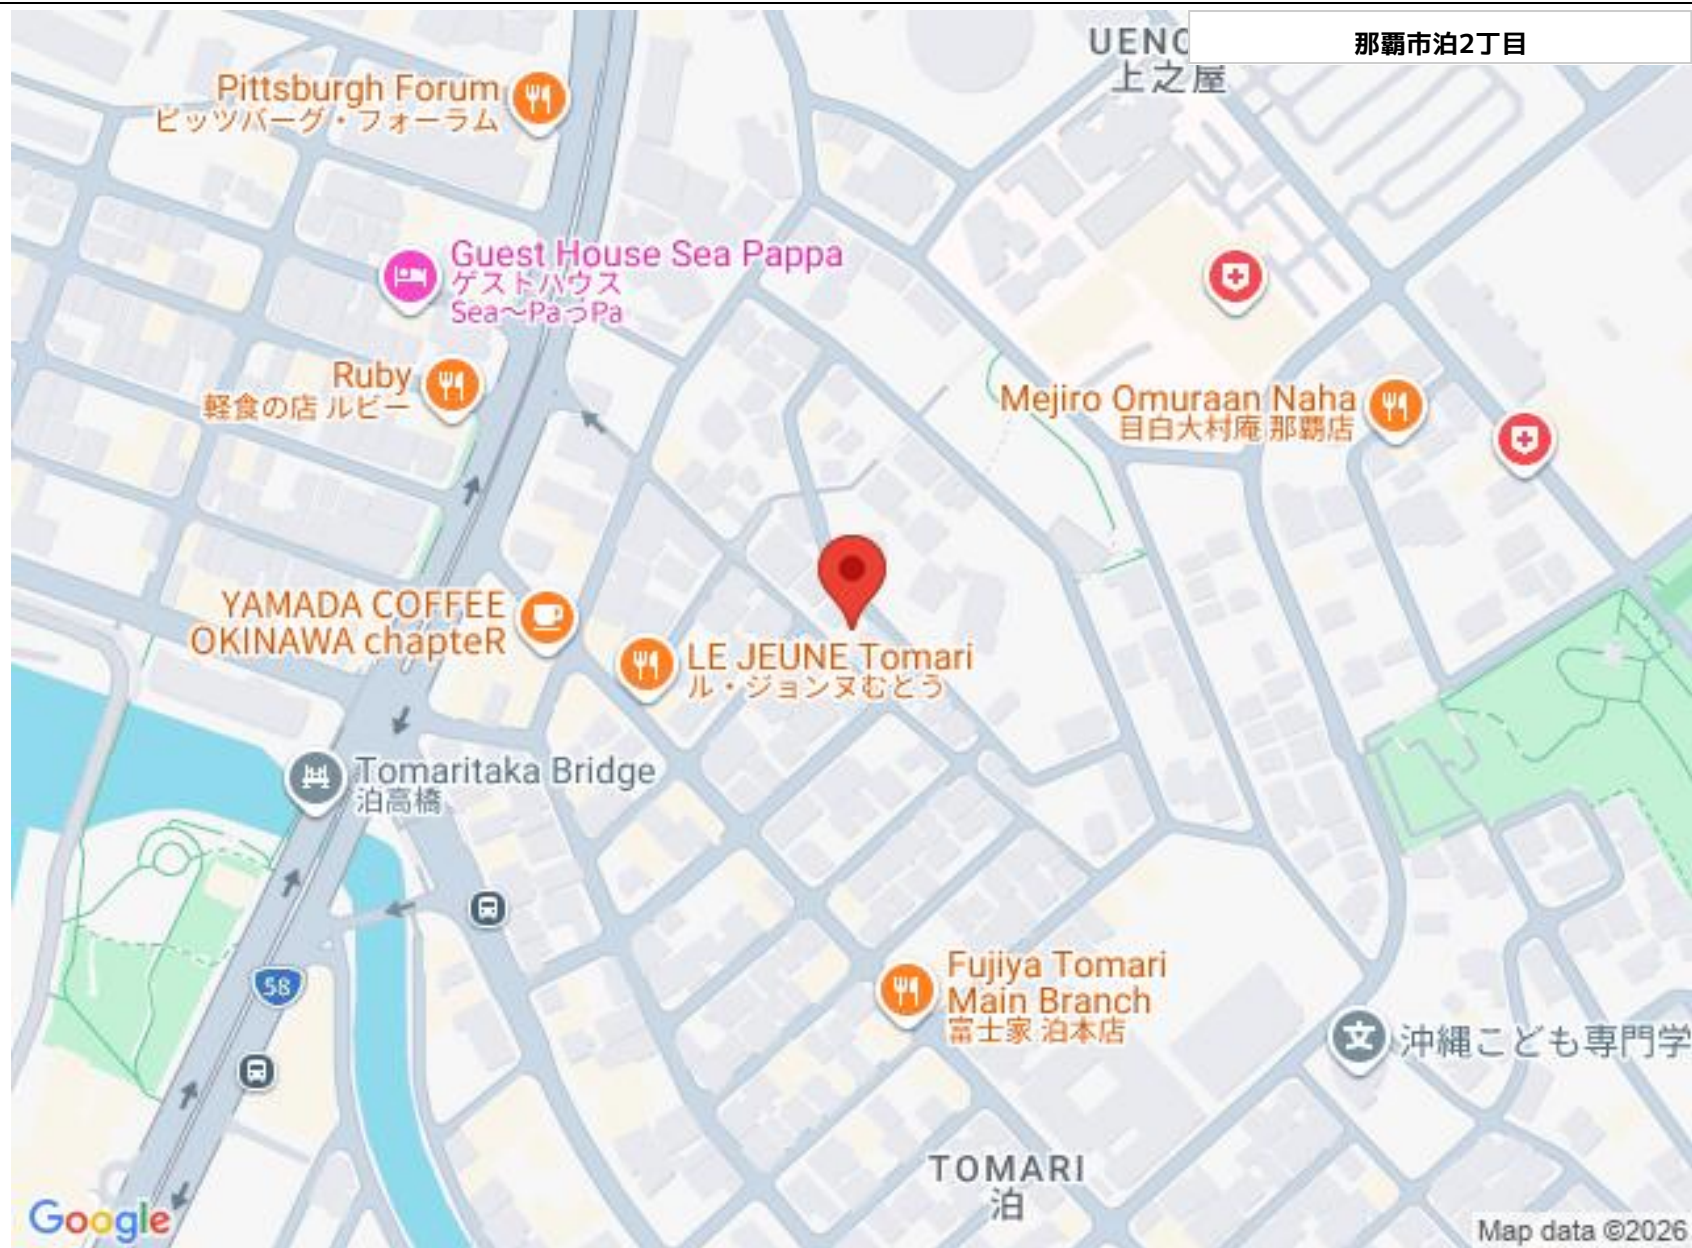 那覇市泊2丁目
UENO
上之屋
Pittsburgh Forum
ピッツバーグ・フォーラム
Guest House Sea Pappa
ゲストハウス
Sea〜PaっPa
Ruby
軽食の店 ルビー
Mejiro Omuraan Naha
目白大村庵 那覇店
YAMADA COFFEE
OKINAWA chapteR
LE JEUNE Tomari
ル・ジョンヌむとう
Tomaritaka Bridge
泊高橋
58
Fujiya Tomari
Main Branch
富士家 泊本店
文
沖縄こども専門学
TOMARI
泊
Google
Map data ©2026